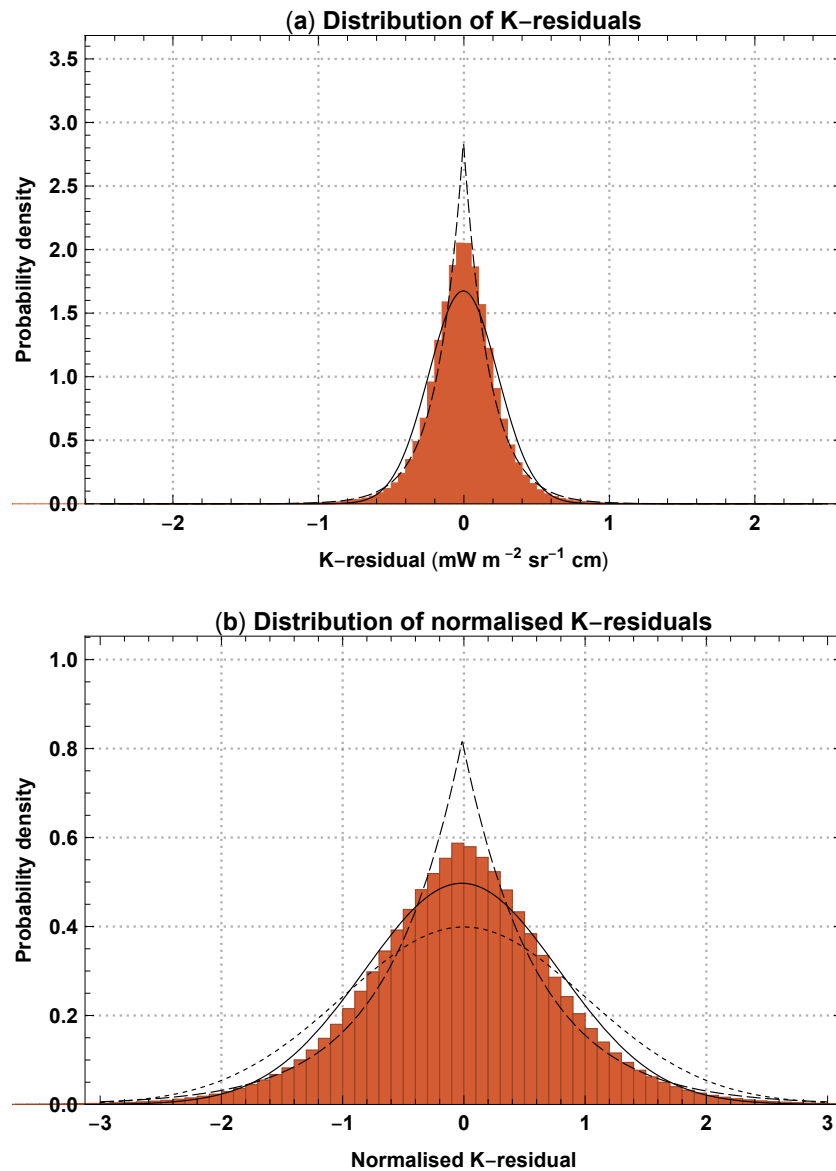 (a) Distribution of K–residuals
3.5
3.0
2.5
2.0
1.5
1.0
0.5
0.0
Probability density
−2 −1 0 1 2
K–residual (mW m −2 sr−1 cm)
(b) Distribution of normalised K–residuals
1.0
0.8
0.6
0.4
0.2
0.0
Probability density
−3 −2 −1 0 1 2 3
Normalised K–residual